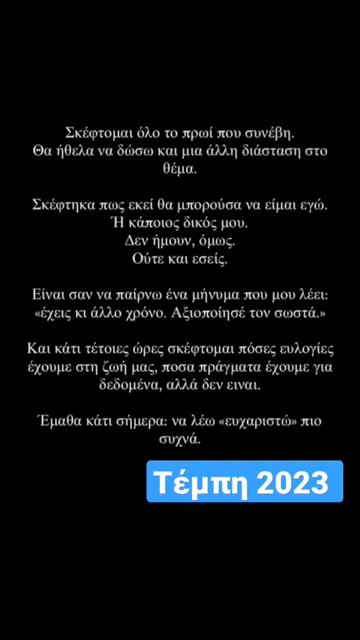 Σκέφτομαι όλο το πρωί που συνέβη.
Θα ήθελα να δώσω και μια άλλη διάσταση στο
θέμα.
Σκέφτηκα πως εκεί θα μπορούσα να είμαι εγώ.
Ή κάποιος δικός μου.
Δεν ήμουν, όμως.
Ούτε και εσείς.
Είναι σαν να παίρνω ένα μήνυμα που μου λέει:
«έχεις κι άλλο χρόνο. Αξιοποίησέ τον σωστά.»
Και κάτι τέτοιες ώρες σκέφτομαι πόσες ευλογίες
έχουμε στη ζωή μας, ποσα πράγματα έχουμε για
δεδομένα, αλλά δεν ειναι.
Έμαθα κάτι σήμερα: να λέω «ευχαριστώ» πιο
συχνά.
Τέμπη 2023